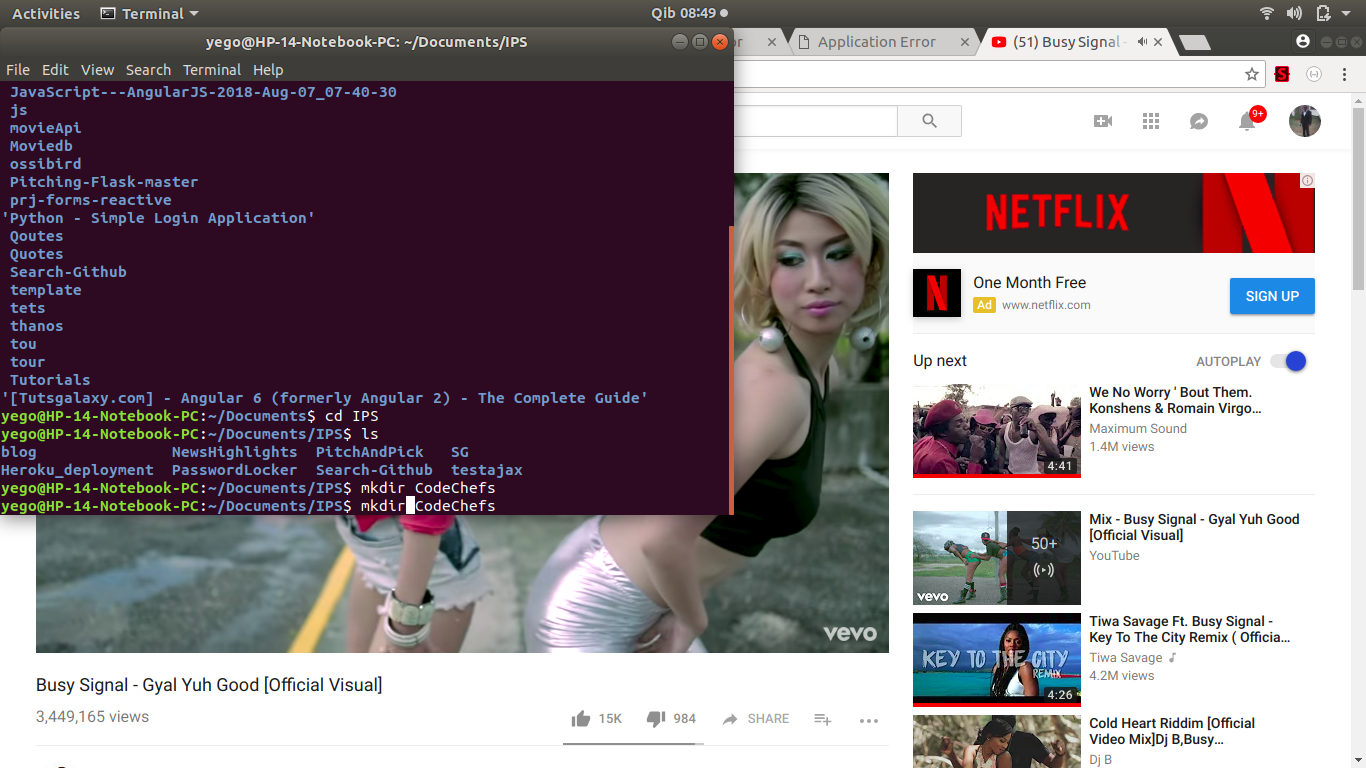 Activities Terminal Qib 08:49
yego@HP-14-Notebook-PC: ~/Documents/IPS
File Edit View Search Terminal Help
JavaScript---AngularJS-2018-Aug-07_07-40-30
js
movieApi
Moviedb
ossibird
Pitching-Flask-master
prj-forms-reactive
'Python - Simple Login Application'
Qoutes
Quotes
Search-Github
template
tets
thanos
tou
tour
Tutorials
'[Tutsgalaxy.com] - Angular 6 (formerly Angular 2) - The Complete Guide'
yego@HP-14-Notebook-PC:~/Documents$ cd IPS
yego@HP-14-Notebook-PC:~/Documents/IPS$ ls
blog NewsHighlights PitchAndPick SG
Heroku_deployment PasswordLocker Search-Github testajax
yego@HP-14-Notebook-PC:~/Documents/IPS$ mkdir CodeChefs
yego@HP-14-Notebook-PC:~/Documents/IPS$ mkdir CodeChefs
Application Error
(51) Busy Signal -
9+
vevo
Busy Signal - Gyal Yuh Good [Official Visual]
3,449,165 views
15K 984 SHARE
NETFLIX
N
One Month Free
Ad www.netflix.com
SIGN UP
Up next AUTOPLAY
We No Worry ' Bout Them.
Konshens & Romain Virgo...
Maximum Sound
1.4M views
4:41
Mix - Busy Signal - Gyal Yuh Good
[Official Visual]
YouTube
50+
vevo
Tiwa Savage Ft. Busy Signal -
Key To The City Remix ( Officia...
Tiwa Savage
4.2M views
KEY TO THE CITY
REMIX
4:26
Cold Heart Riddim [Official
Video Mix]Dj B,Busy...
Dj B